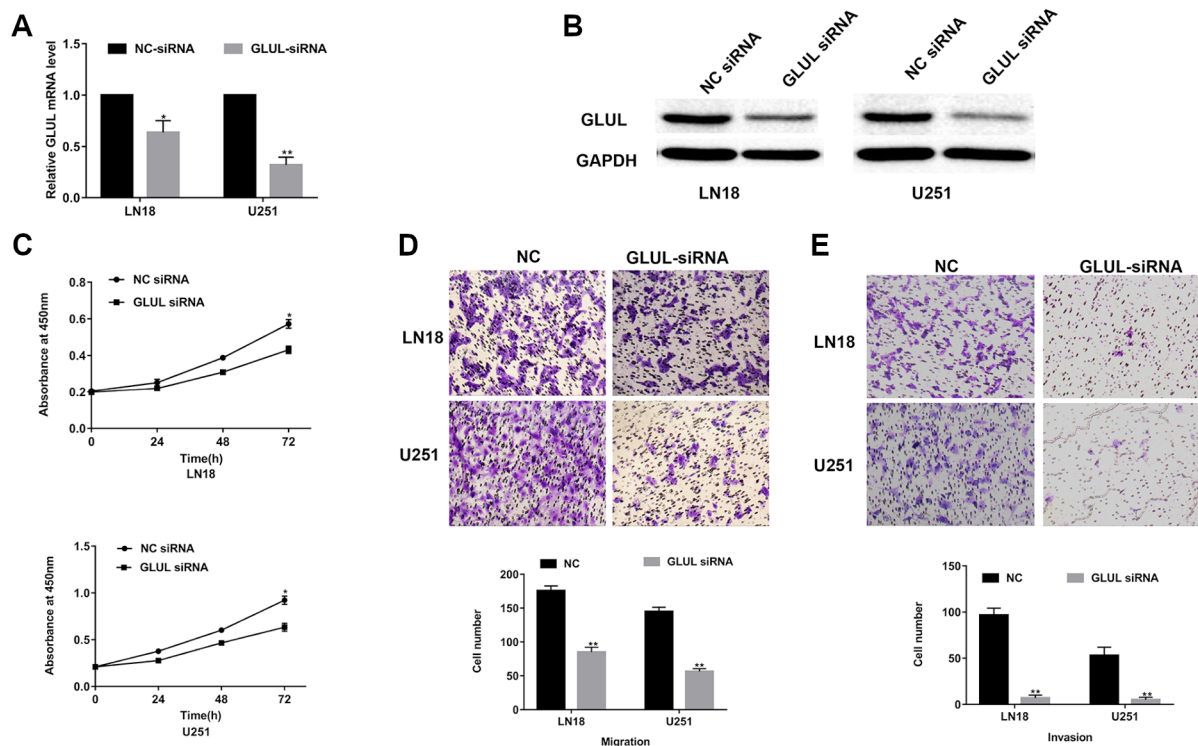 A
NC-siRNA
GLUL-siRNA
Relative GLUL mRNA level
1.5
1.0
0.5
0.0
*
**
LN18
U251
B
NC siRNA
GLUL siRNA
NC siRNA
GLUL siRNA
GLUL
GAPDH
LN18
U251
C
NC siRNA
GLUL siRNA
Absorbance at 450nm
0.8
0.6
0.4
0.2
0.0
*
0
24
48
72
Time(h)
LN18
NC siRNA
GLUL siRNA
Absorbance at 450nm
1.5
1.0
0.5
0.0
*
0
24
48
72
Time(h)
U251
D
NC
GLUL-siRNA
LN18
U251
NC
GLUL siRNA
Cell number
200
150
100
50
0
**
**
LN18
U251
Migration
E
NC
GLUL-siRNA
LN18
U251
NC
GLUL siRNA
Cell number
150
100
50
0
**
**
LN18
U251
Invasion